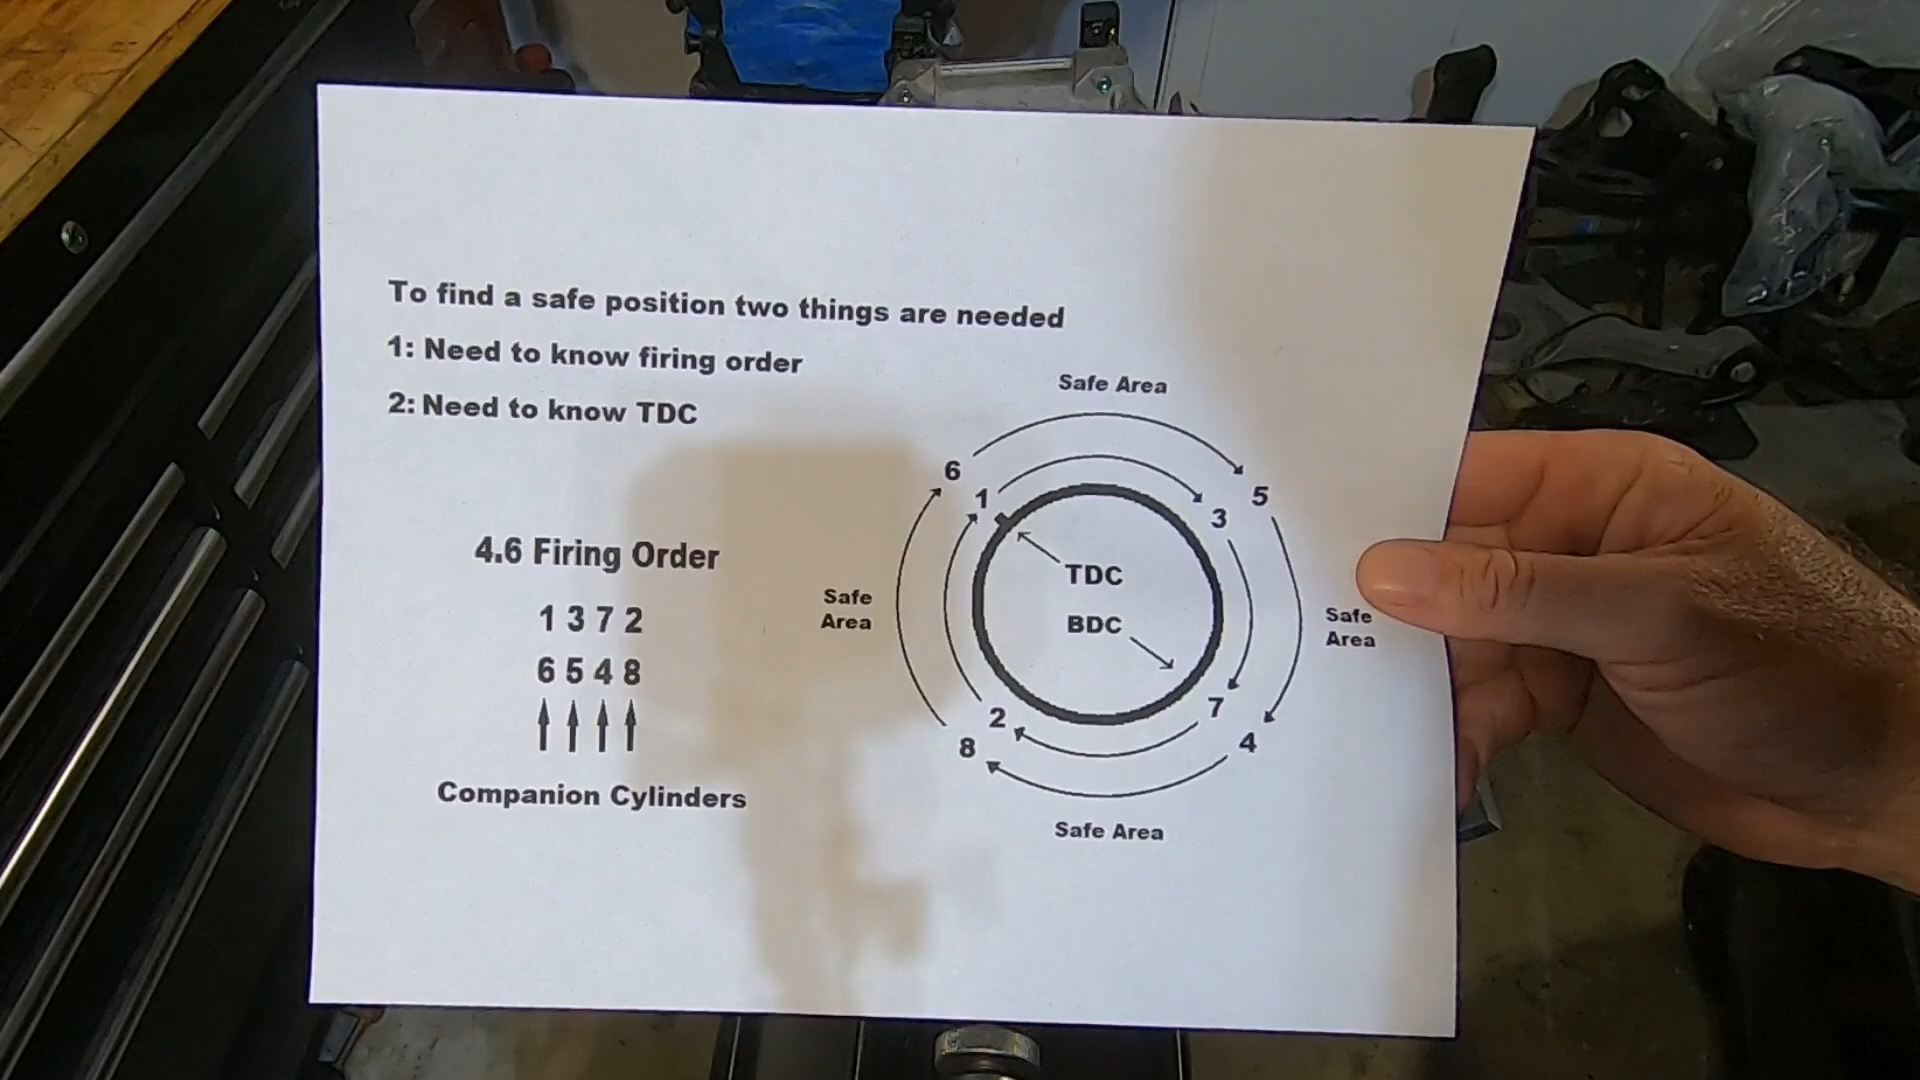 To find a safe position two things are needed
1: Need to know firing order
2: Need to know TDC
4.6 Firing Order
1 3 7 2
6 5 4 8
Companion Cylinders
Safe Area
6
5
1
3
TDC
BDC
Safe
Area
Safe
Area
2
7
8
4
Safe Area